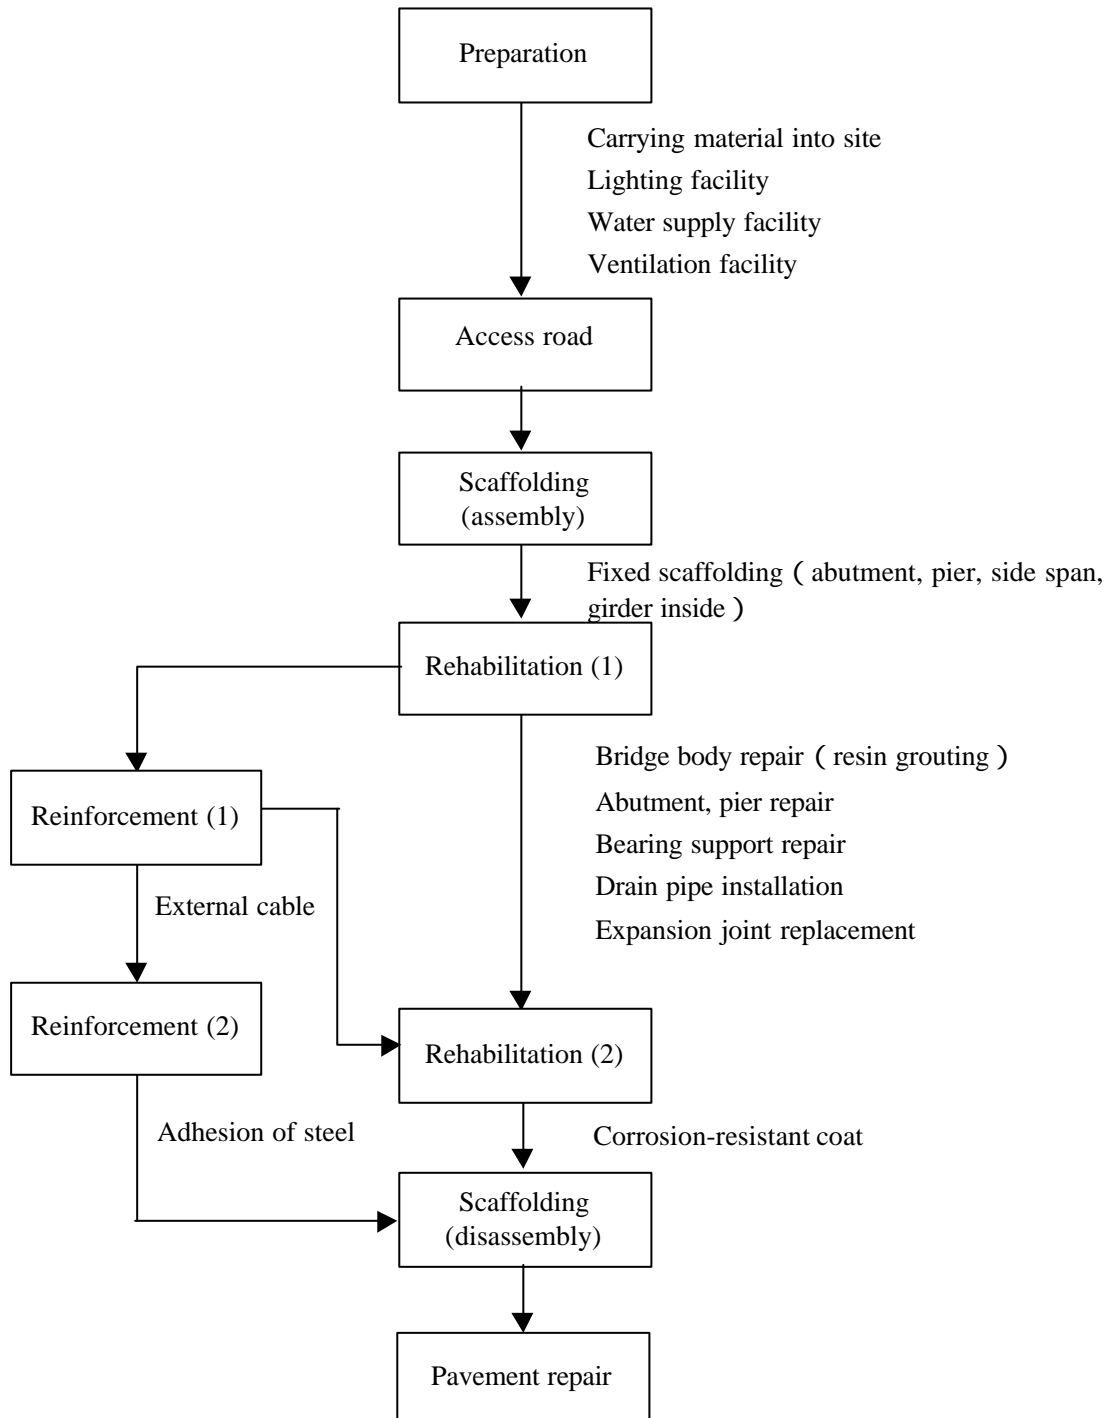 Preparation
Carrying material into site
Lighting facility
Water supply facility
Ventilation facility
Access road
Scaffolding
(assembly)
Fixed scaffolding ( abutment, pier, side span,
girder inside )
Rehabilitation (1)
Bridge body repair ( resin grouting )
Abutment, pier repair
Bearing support repair
Drain pipe installation
Expansion joint replacement
Reinforcement (1)
External cable
Reinforcement (2)
Rehabilitation (2)
Adhesion of steel
Corrosion-resistant coat
Scaffolding
(disassembly)
Pavement repair